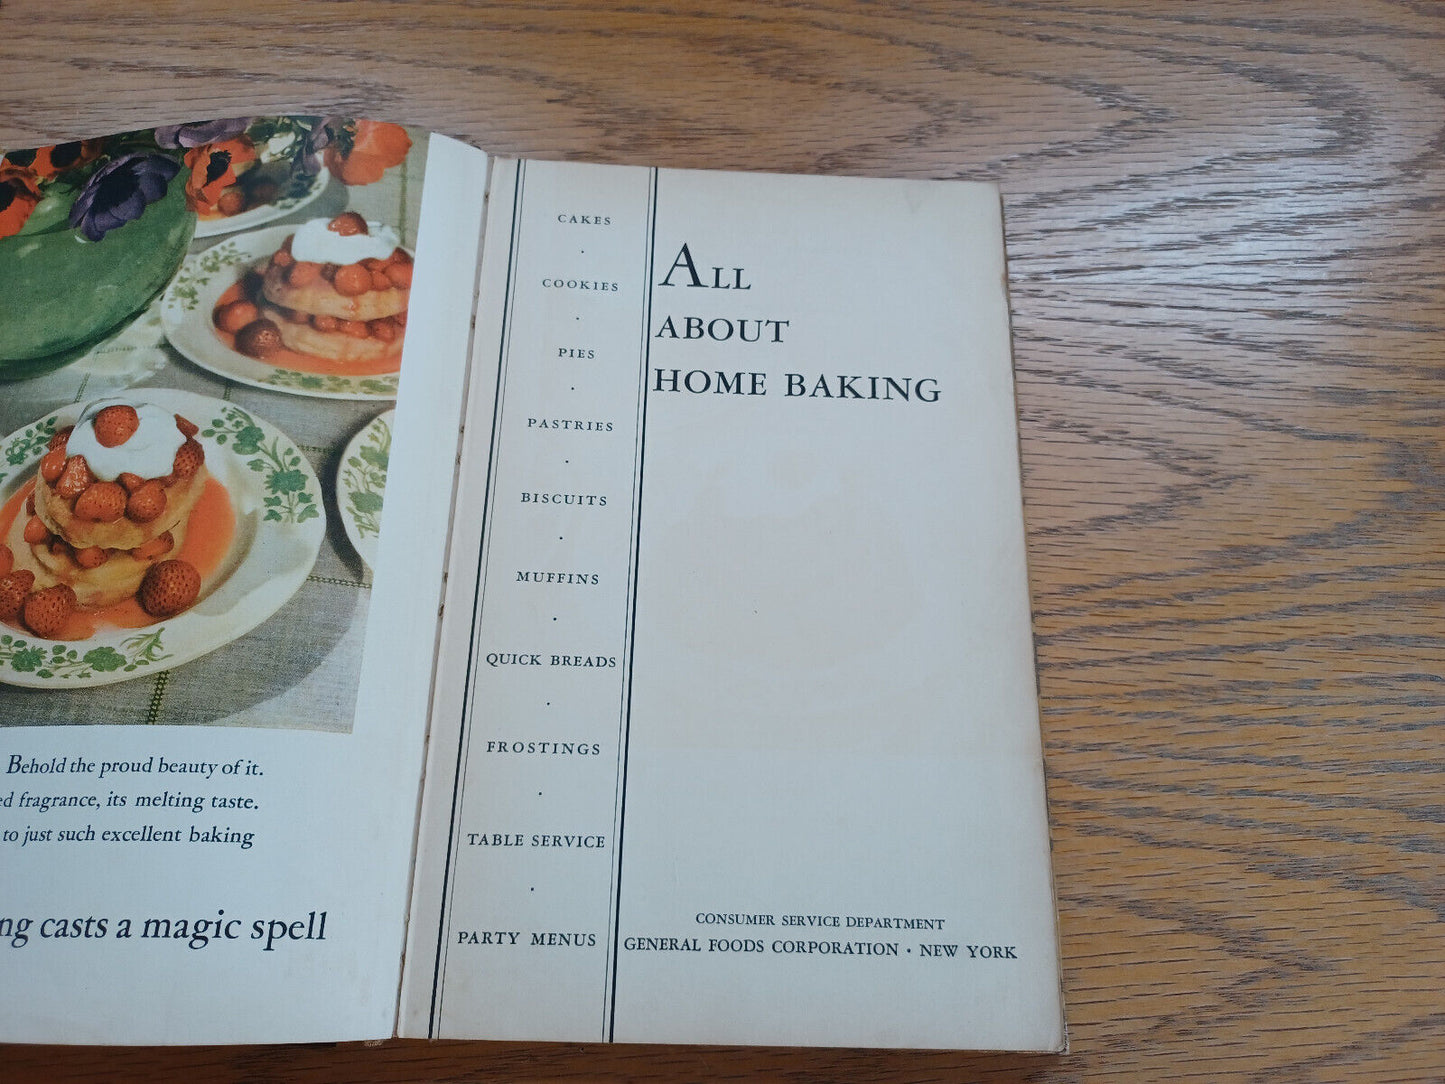 Behold the proud beauty of it.
fragrance, its melting taste.
to just such excellent baking
casts a magic spell
CAKES
·
COOKIES
·
PIES
·
PASTRIES
·
BISCUITS
·
MUFFINS
·
QUICK BREADS
·
FROSTINGS
·
TABLE SERVICE
·
PARTY MENUS
ALL
ABOUT
HOME BAKING
CONSUMER SERVICE DEPARTMENT
GENERAL FOODS CORPORATION · NEW YORK